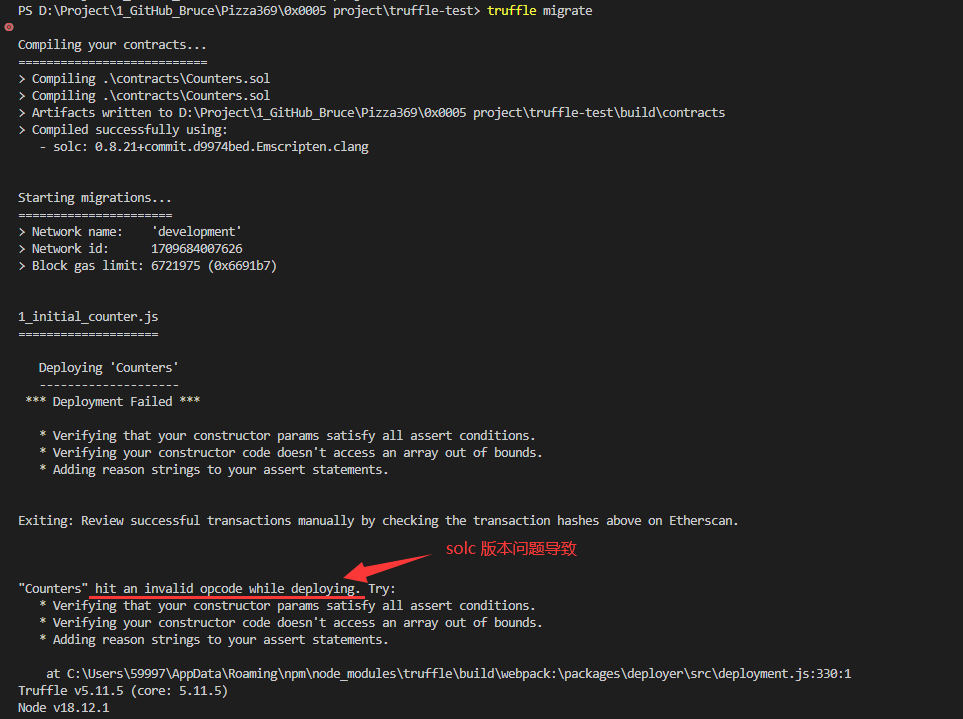 PS D:\Project\1_GitHub_Bruce\Pizza369\0x0005 project\truffle-test> truffle migrate
Compiling your contracts...
===========================
> Compiling .\contracts\Counters.sol
> Compiling .\contracts\Counters.sol
> Artifacts written to D:\Project\1_GitHub_Bruce\Pizza369\0x0005 project\truffle-test\build\contracts
> Compiled successfully using:
   - solc: 0.8.21+commit.d9974bed.Emscripten.clang
Starting migrations...
======================
> Network name:    'development'
> Network id:      1709684007626
> Block gas limit: 6721975 (0x6691b7)
1_initial_counter.js
====================
   Deploying 'Counters'
   --------------------
 *** Deployment Failed ***
   * Verifying that your constructor params satisfy all assert conditions.
   * Verifying your constructor code doesn't access an array out of bounds.
   * Adding reason strings to your assert statements.
Exiting: Review successful transactions manually by checking the transaction hashes above on Etherscan.
solc 版本问题导致
"Counters" hit an invalid opcode while deploying. Try:
   * Verifying that your constructor params satisfy all assert conditions.
   * Verifying your constructor code doesn't access an array out of bounds.
   * Adding reason strings to your assert statements.
    at C:\Users\59997\AppData\Roaming\npm\node_modules\truffle\build\webpack:\packages\deployer\src\deployment.js:330:1
Truffle v5.11.5 (core: 5.11.5)
Node v18.12.1